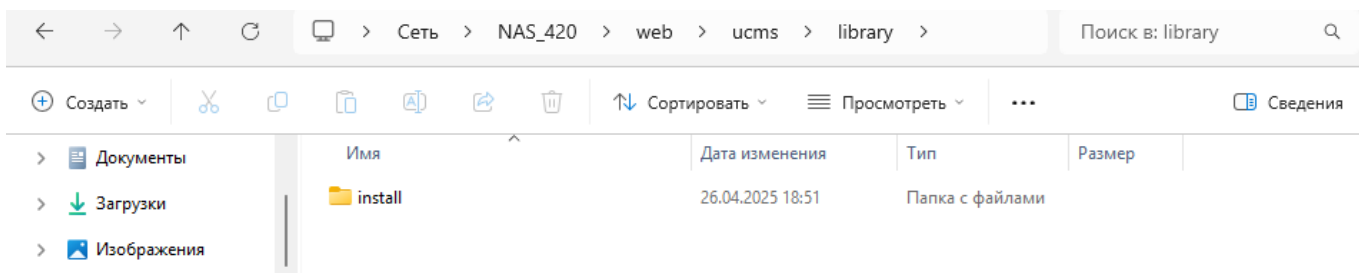 Сеть > NAS_420 > web > ucms > library > Поиск в: library
Создать Сортировать Просмотреть ... Сведения
Документы Имя Дата изменения Тип Размер
Загрузки install 26.04.2025 18:51 Папка с файлами
Изображения